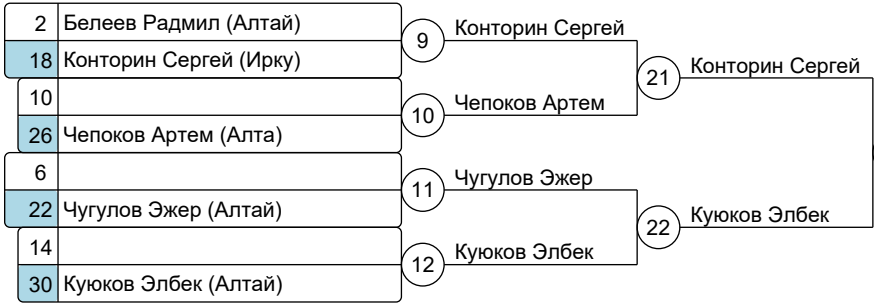 2 Белеев Радмил (Алтай)
18 Конторин Сергей (Ирку)
10
26 Чепоков Артем (Алта)
6
22 Чугулов Эжер (Алтай)
14
30 Куюков Элбек (Алтай)
9 Конторин Сергей
10 Чепоков Артем
11 Чугулов Эжер
12 Куюков Элбек
21 Конторин Сергей
22 Куюков Элбек